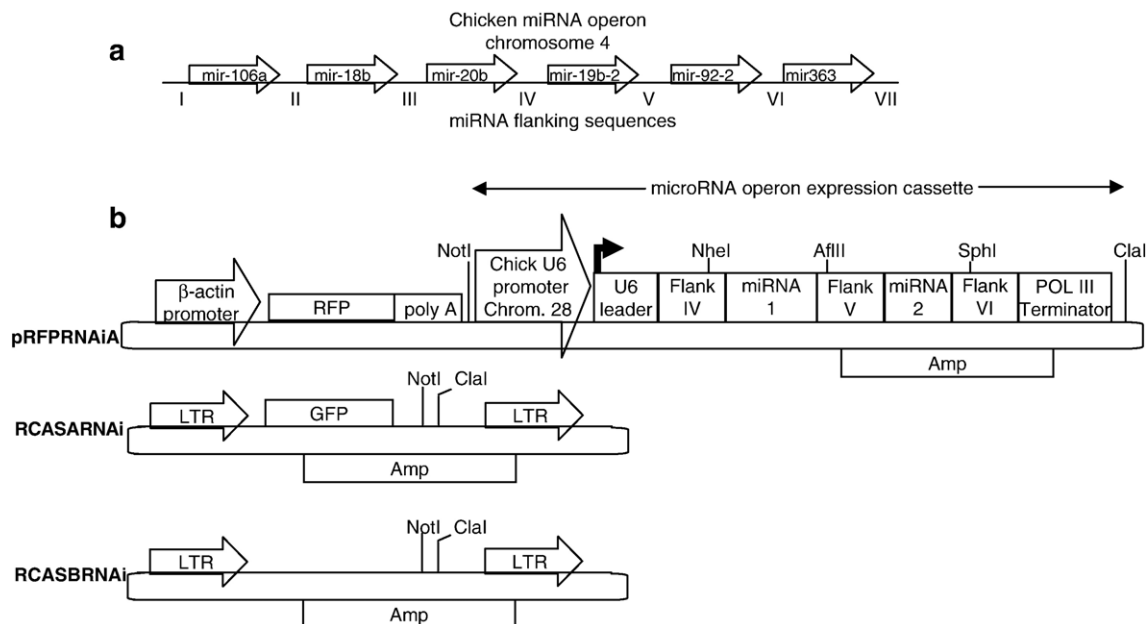 Chicken miRNA operon
chromosome 4
a
mir-106a mir-18b mir-20b mir-19b-2 mir-92-2 mir363
I II III IV V VI VII
miRNA flanking sequences
microRNA operon expression cassette
b
NotI NheI AflII SphI ClaI
β-actin promoter
RFP
poly A
Chick U6 promoter Chrom. 28
U6 leader
Flank IV
miRNA 1
Flank V
miRNA 2
Flank VI
POL III Terminator
pRFPRNAiA
Amp
NotI ClaI
LTR GFP LTR
RCASARNAi
Amp
NotI ClaI
LTR LTR
RCASBRNAi
Amp